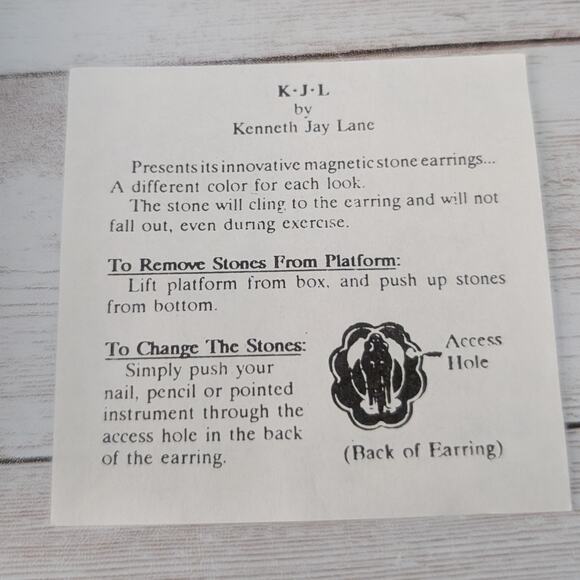 K·J·L
by
Kenneth Jay Lane
Presents its innovative magnetic stone earrings...
A different color for each look.
The stone will cling to the earring and will not
fall out, even during exercise.
To Remove Stones From Platform:
Lift platform from box, and push up stones
from bottom.
To Change The Stones:
Simply push your
nail, pencil or pointed
instrument through the
access hole in the back
of the earring.
Access
Hole
(Back of Earring)